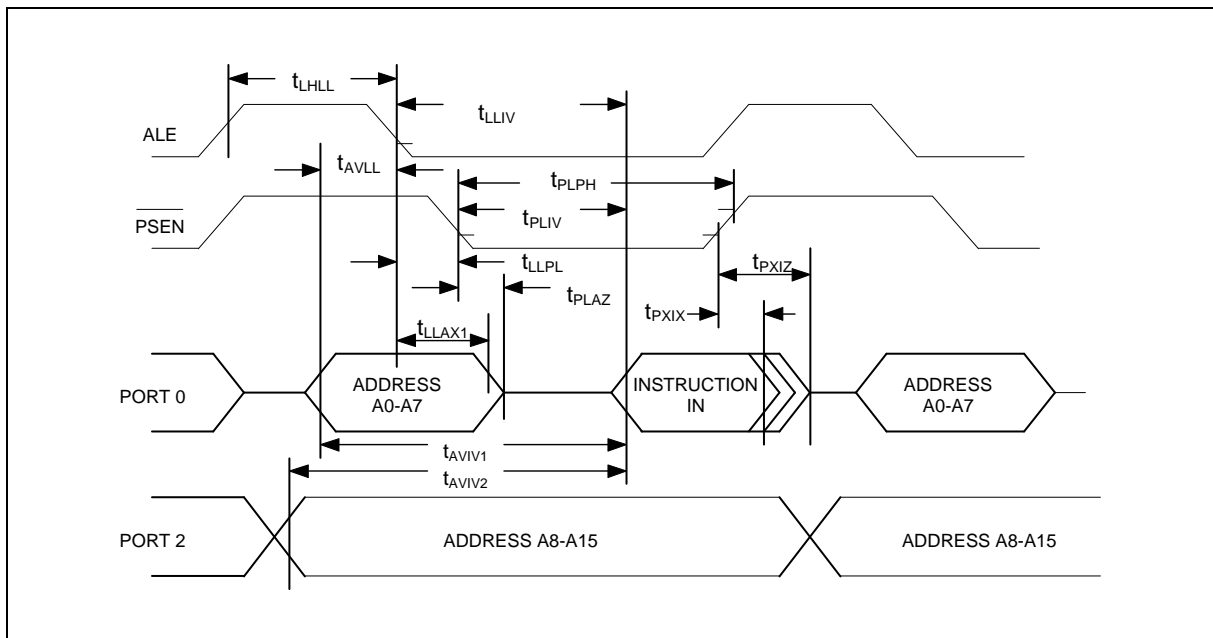 tLHLL
tLLIV
ALE
tAVLL
tPLPH
PSEN
tPLIV
tLLPL
tPXIZ
tPLAZ
tPXIX
tLLAX1
PORT 0
ADDRESS
A0-A7
INSTRUCTION
IN
ADDRESS
A0-A7
tAVIV1
tAVIV2
PORT 2
ADDRESS A8-A15
ADDRESS A8-A15